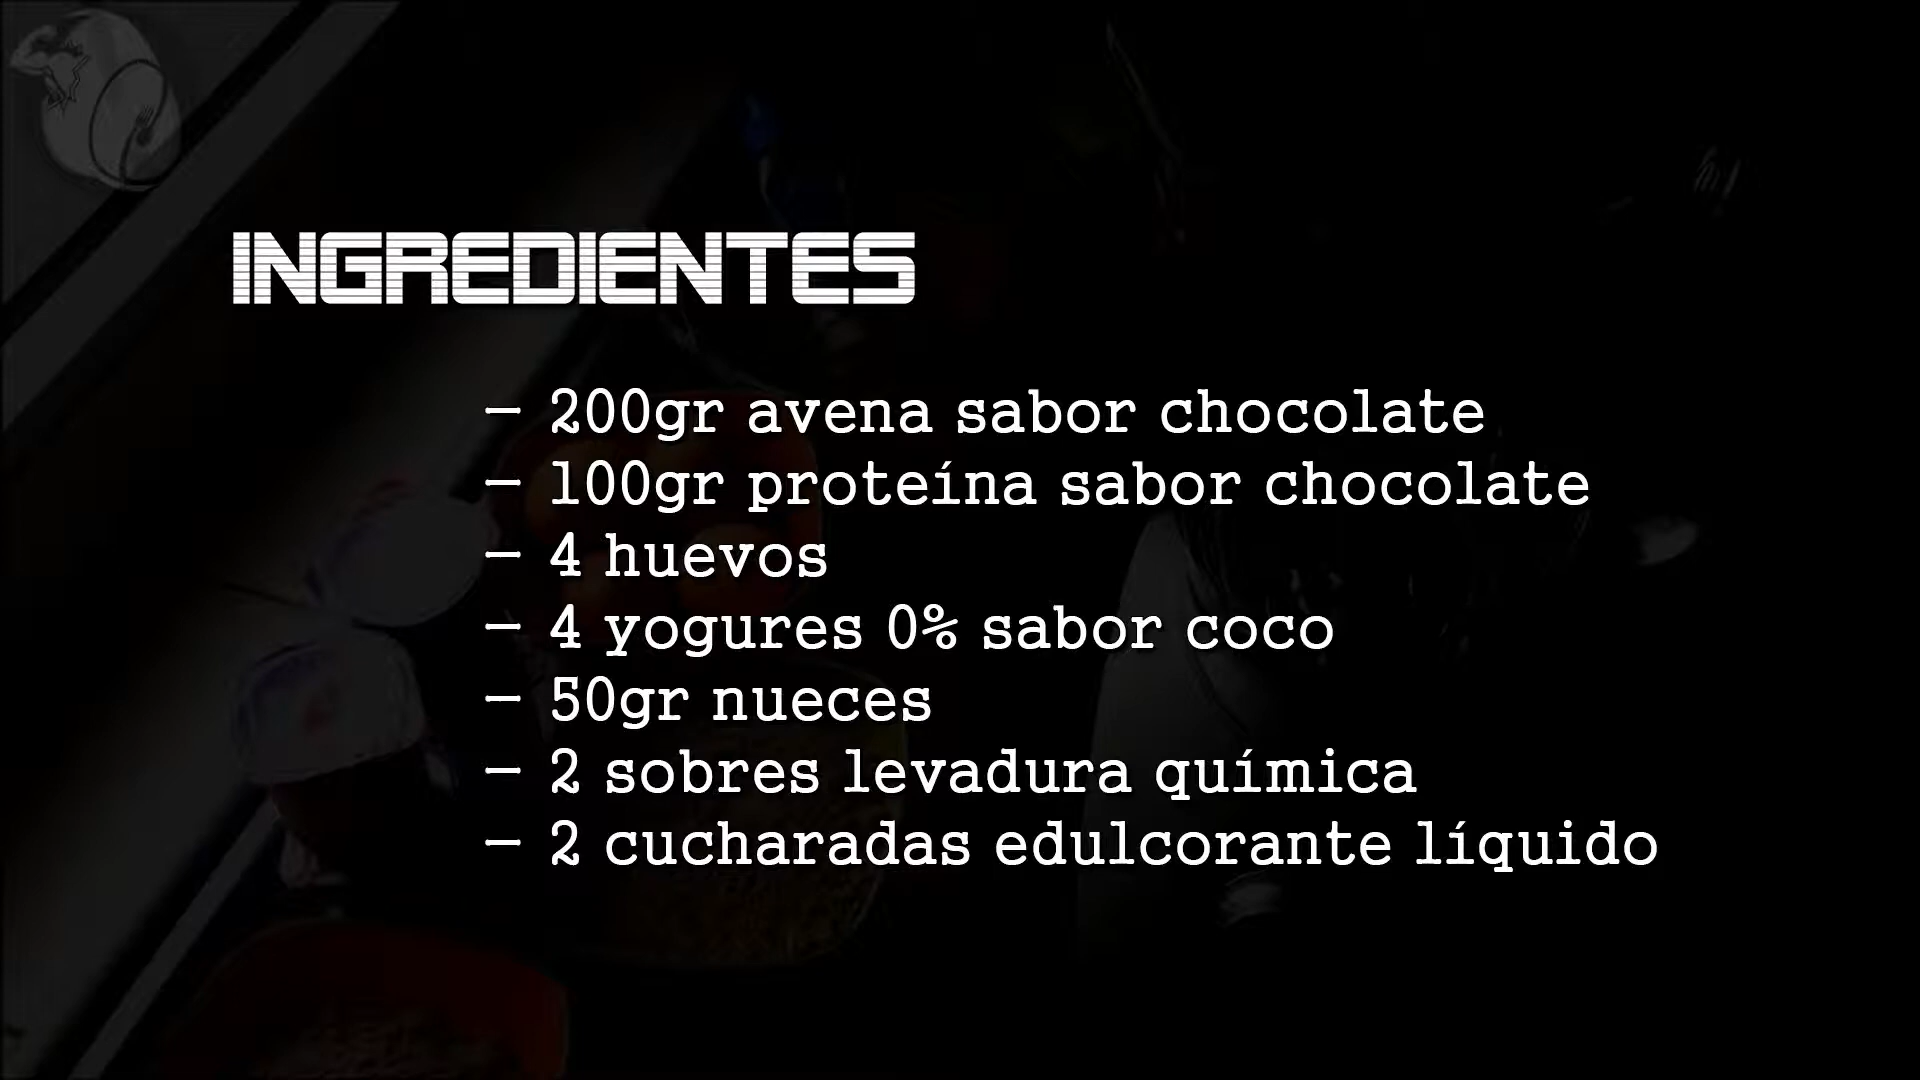 INGREDIENTES
- 200gr avena sabor chocolate
- 100gr proteína sabor chocolate
- 4 huevos
- 4 yogures 0% sabor coco
- 50gr nueces
- 2 sobres levadura química
- 2 cucharadas edulcorante líquido